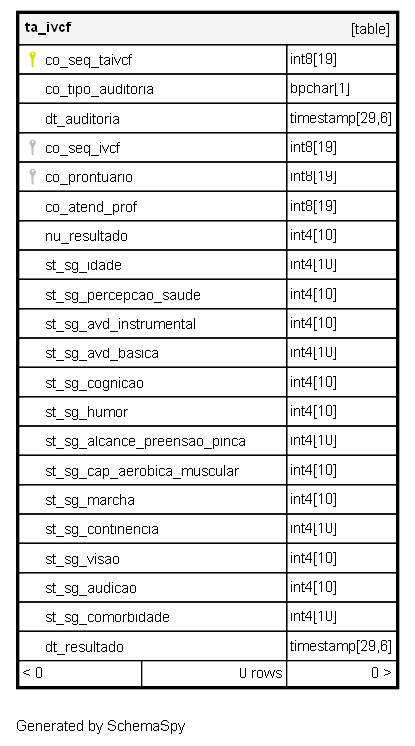 ta_ivcf [table]
co_seq_taivcf int8[19]
co_tipo_auditoria bpchar[1]
dt_auditoria timestamp[29,6]
co_seq_ivcf int8[19]
co_prontuario int8[19]
co_atend_prof int8[19]
nu_resultado int4[10]
st_sg_idade int4[10]
st_sg_percepcao_saude int4[10]
st_sg_avd_instrumental int4[10]
st_sg_avd_basica int4[10]
st_sg_cognicao int4[10]
st_sg_humor int4[10]
st_sg_alcance_preensao_pinca int4[10]
st_sg_cap_aerobica_muscular int4[10]
st_sg_marcha int4[10]
st_sg_continencia int4[10]
st_sg_visao int4[10]
st_sg_audicao int4[10]
st_sg_comorbidade int4[10]
dt_resultado timestamp[29,6]
< 0 0 rows 0 >
Generated by SchemaSpy